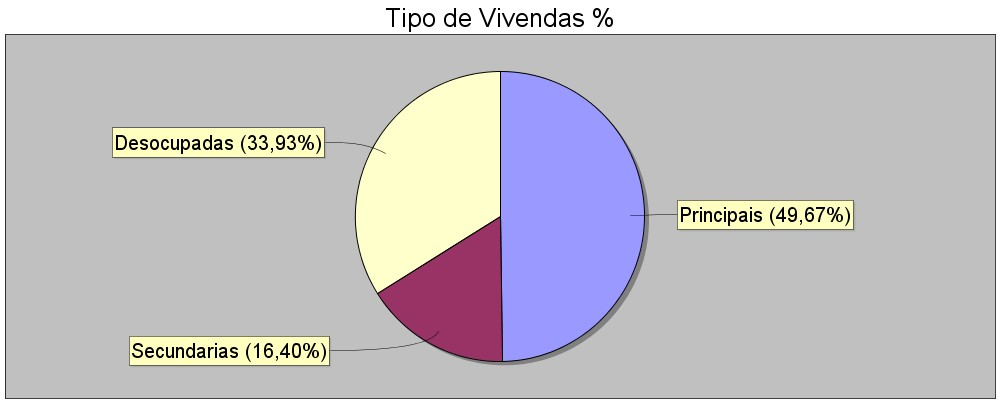 Tipo de Vivendas %
Desocupadas (33,93%)
Principais (49,67%)
Secundarias (16,40%)